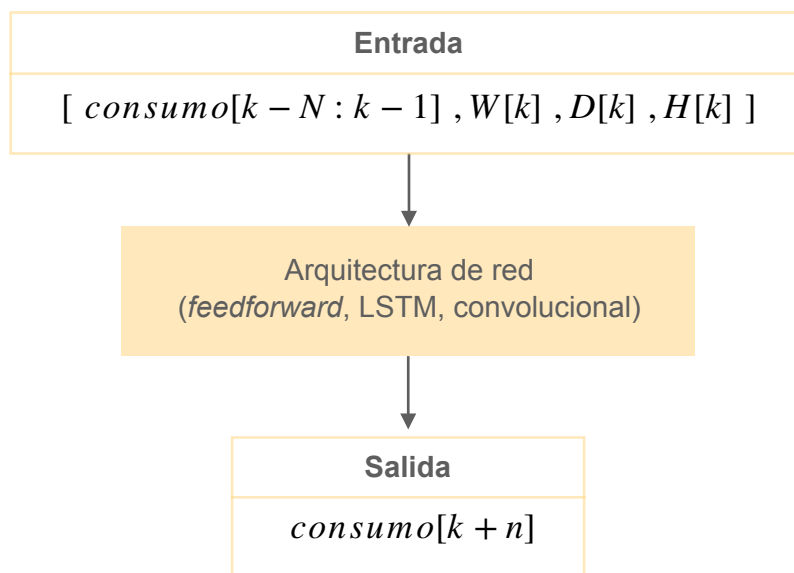 Entrada
[ consumo[k − N : k − 1] , W[k] , D[k] , H[k] ]
Arquitectura de red
(feedforward, LSTM, convolucional)
Salida
consumo[k + n]